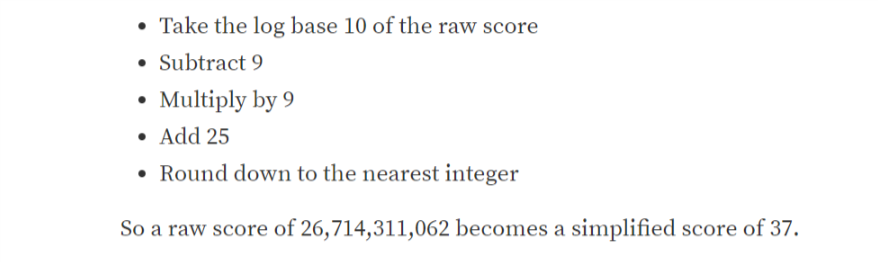 • Take the log base 10 of the raw score
• Subtract 9
• Multiply by 9
• Add 25
• Round down to the nearest integer
So a raw score of 26,714,311,062 becomes a simplified score of 37.